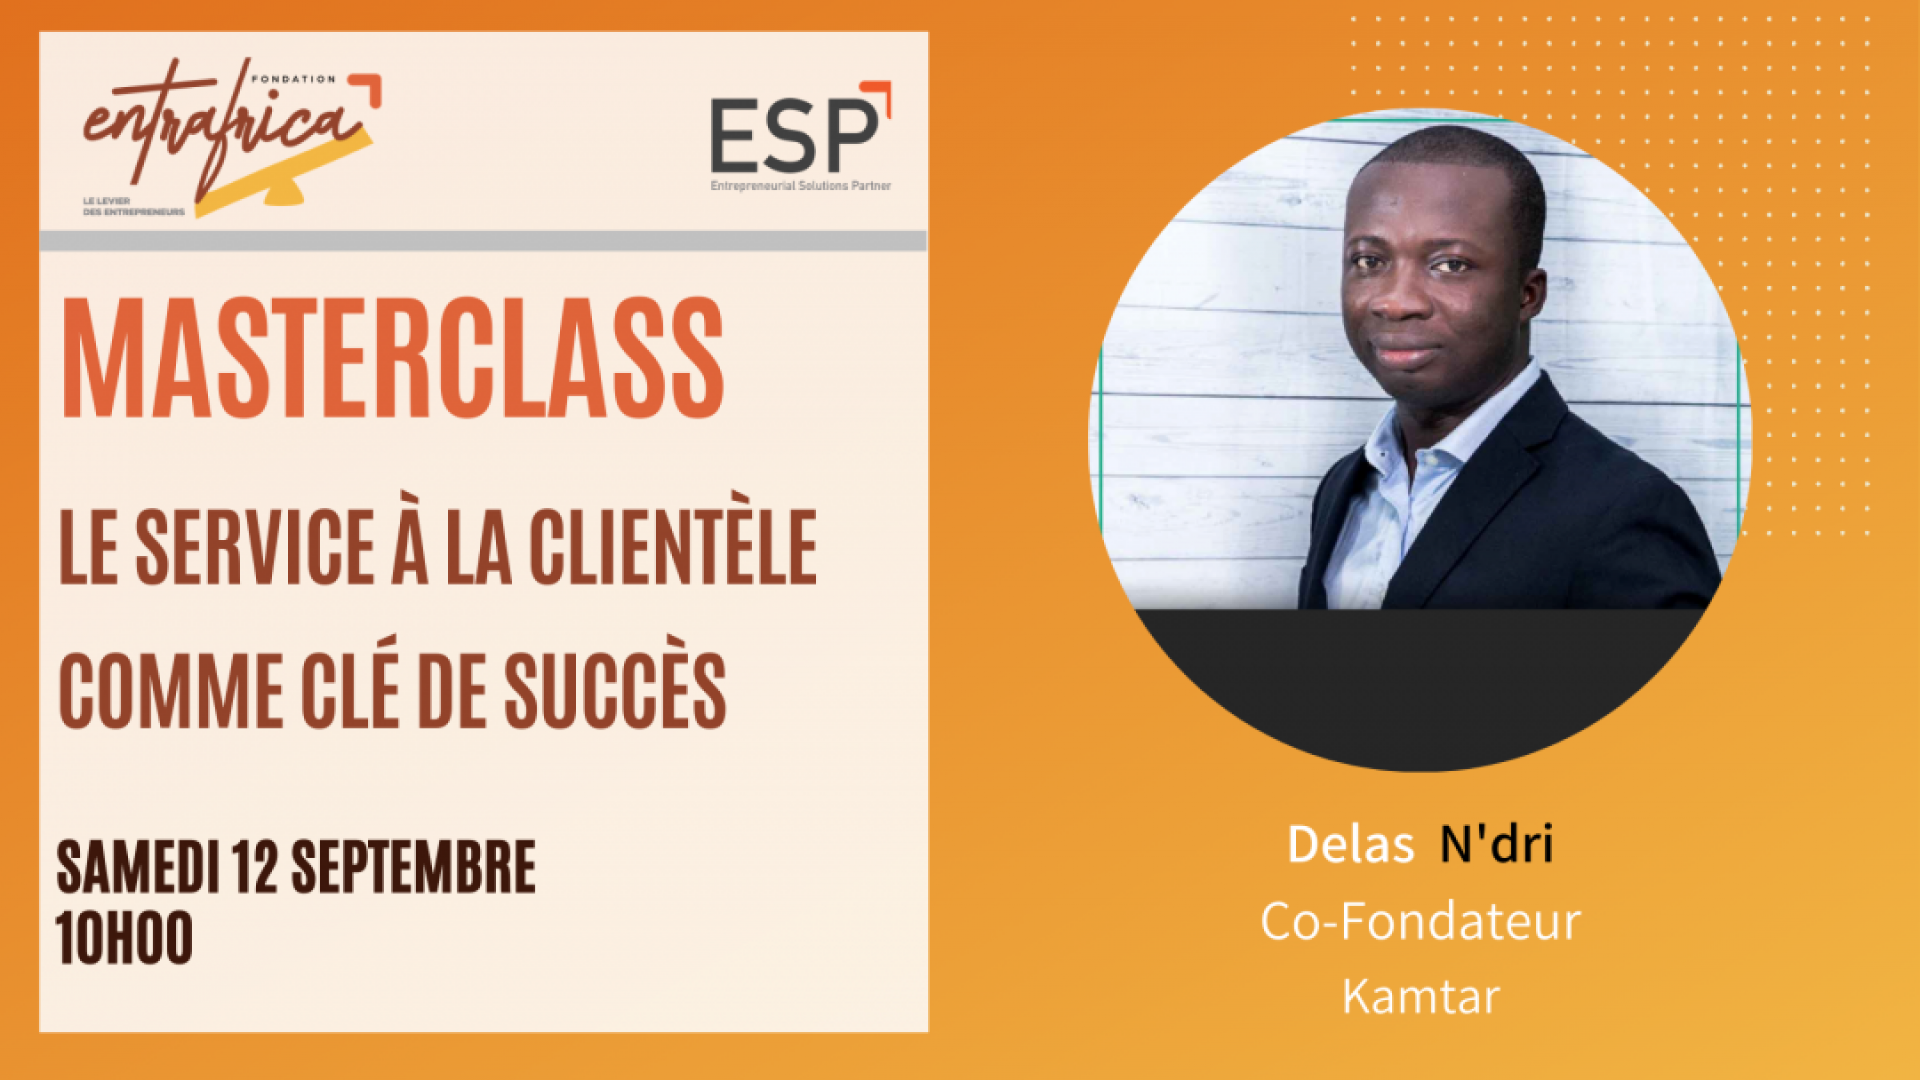 FONDATION
entrafrica
LE LEVIER
DES ENTREPRENEURS
ESP
Entrepreneurial Solutions Partner
MASTERCLASS
LE SERVICE À LA CLIENTÈLE
COMME CLÉ DE SUCCÈS
SAMEDI 12 SEPTEMBRE
10H00
Delas N'dri
Co-Fondateur
Kamtar